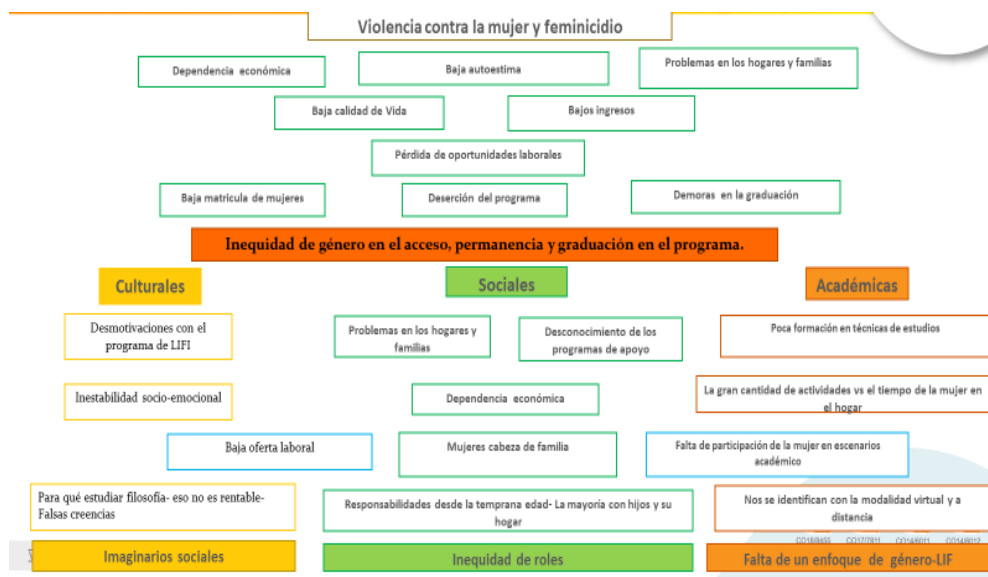 Violencia contra la mujer y feminicidio
Dependencia económica
Baja autoestima
Problemas en los hogares y familias
Baja calidad de Vida
Bajos ingresos
Pérdida de oportunidades laborales
Baja matricula de mujeres
Deserción del programa
Demoras en la graduación
Inequidad de género en el acceso, permanencia y graduación en el programa.
Culturales
Sociales
Académicas
Desmotivaciones con el
programa de LIFI
Problemas en los hogares y
familias
Desconocimiento de los
programas de apoyo
Poca formación en técnicas de estudios
Inestabilidad socio-emocional
Dependencia económica
La gran cantidad de actividades vs el tiempo de la mujer en
el hogar
Baja oferta laboral
Mujeres cabeza de familia
Falta de participación de la mujer en escenarios
académico
Para qué estudiar filosofía- eso no es rentable-
Falsas creencias
Responsabilidades desde la temprana edad- La mayoría con hijos y su
hogar
Nos se identifican con la modalidad virtual y a
distancia
Imaginarios sociales
Inequidad de roles
Falta de un enfoque de género-LIF